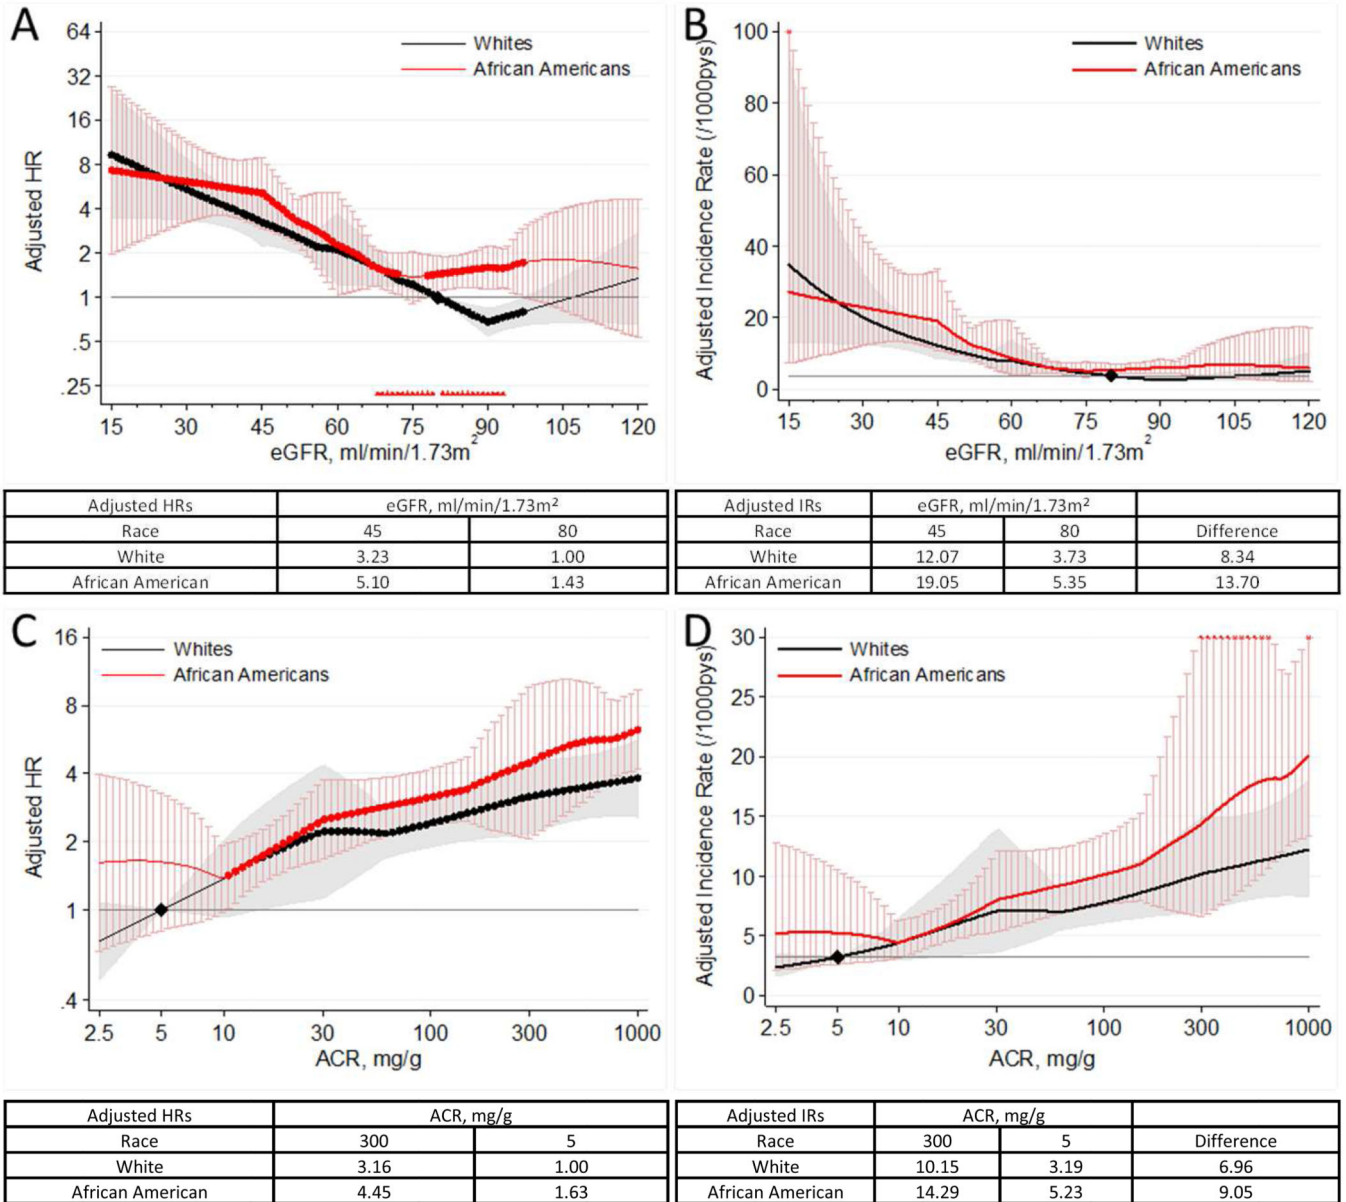 A
Adjusted HR
64
32
16
8
4
2
1
.5
.25
Whites
African Americans
15 30 45 60 75 90 105 120
eGFR, ml/min/1.73m2
B
Adjusted Incidence Rate (/1000pys)
100
80
60
40
20
0
Whites
African Americans
15 30 45 60 75 90 105 120
eGFR, ml/min/1.73m2
Adjusted HRs eGFR, ml/min/1.73m²
Race 45 80
White 3.23 1.00
African American 5.10 1.43
Adjusted IRs eGFR, ml/min/1.73m²
Race 45 80 Difference
White 12.07 3.73 8.34
African American 19.05 5.35 13.70
C
Adjusted HR
16
8
4
2
1
.4
Whites
African Americans
2.5 5 10 30 100 300 1000
ACR, mg/g
D
Adjusted Incidence Rate (/1000pys)
30
25
20
15
10
5
0
Whites
African Americans
2.5 5 10 30 100 300 1000
ACR, mg/g
Adjusted HRs ACR, mg/g
Race 300 5
White 3.16 1.00
African American 4.45 1.63
Adjusted IRs ACR, mg/g
Race 300 5 Difference
White 10.15 3.19 6.96
African American 14.29 5.23 9.05